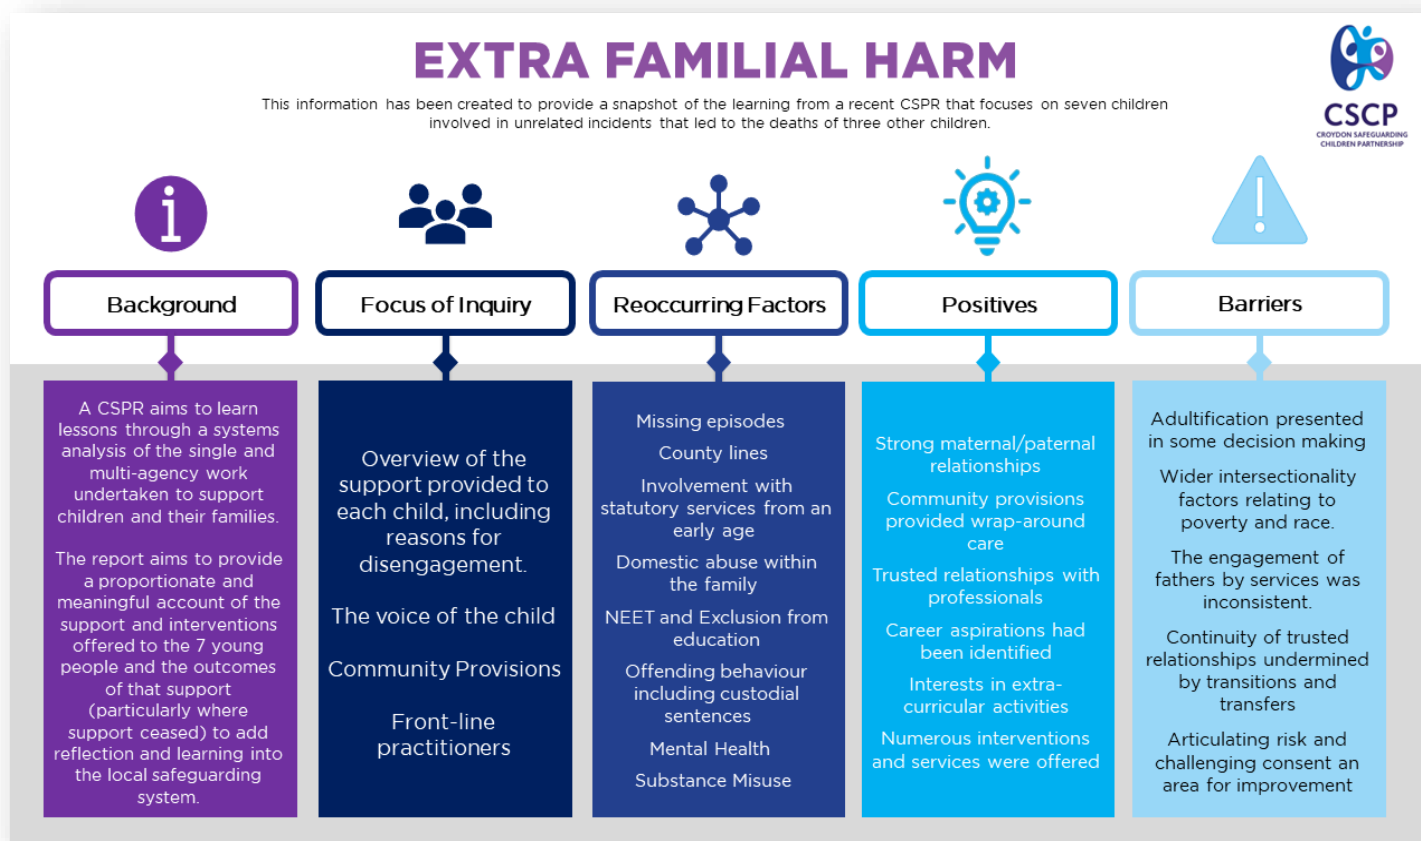 EXTRA FAMILIAL HARM
This information has been created to provide a snapshot of the learning from a recent CSPR that focuses on seven children
involved in unrelated incidents that led to the deaths of three other children.
CSCP
CROYDON SAFEGUARDING
CHILDREN PARTNERSHIP
Background
A CSPR aims to learn
lessons through a systems
analysis of the single and
multi-agency work
undertaken to support
children and their families.
The report aims to provide
a proportionate and
meaningful account of the
support and interventions
offered to the 7 young
people and the outcomes
of that support
(particularly where
support ceased) to add
reflection and learning into
the local safeguarding
system.
Focus of Inquiry
Overview of the
support provided to
each child, including
reasons for
disengagement.
The voice of the child
Community Provisions
Front-line
practitioners
Reoccurring Factors
Missing episodes
County lines
Involvement with
statutory services from an
early age
Domestic abuse within
the family
NEET and Exclusion from
education
Offending behaviour
including custodial
sentences
Mental Health
Substance Misuse
Positives
Strong maternal/paternal
relationships
Community provisions
provided wrap-around
care
Trusted relationships with
professionals
Career aspirations had
been identified
Interests in extra-
curricular activities
Numerous interventions
and services were offered
Barriers
Adultification presented
in some decision making
Wider intersectionality
factors relating to
poverty and race.
The engagement of
fathers by services was
inconsistent.
Continuity of trusted
relationships undermined
by transitions and
transfers
Articulating risk and
challenging consent an
area for improvement